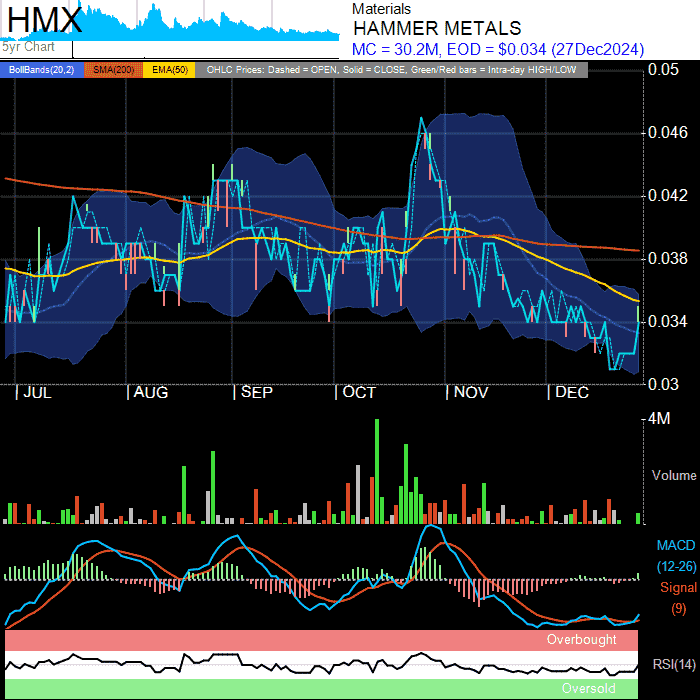 HMX
5yr Chart
Materials
HAMMER METALS
MC = 30.2M, EOD = $0.034 (27Dec2024)
BollBands(20,2) SMA(200) EMA(50) OHLC Prices: Dashed = OPEN, Solid = CLOSE, Green/Red bars = Intra-day HIGH/LOW
0.05
0.046
0.042
0.038
0.034
0.03
JUL AUG SEP OCT NOV DEC
4M
Volume
MACD
(12-26)
Signal
(9)
Overbought
RSI(14)
Oversold